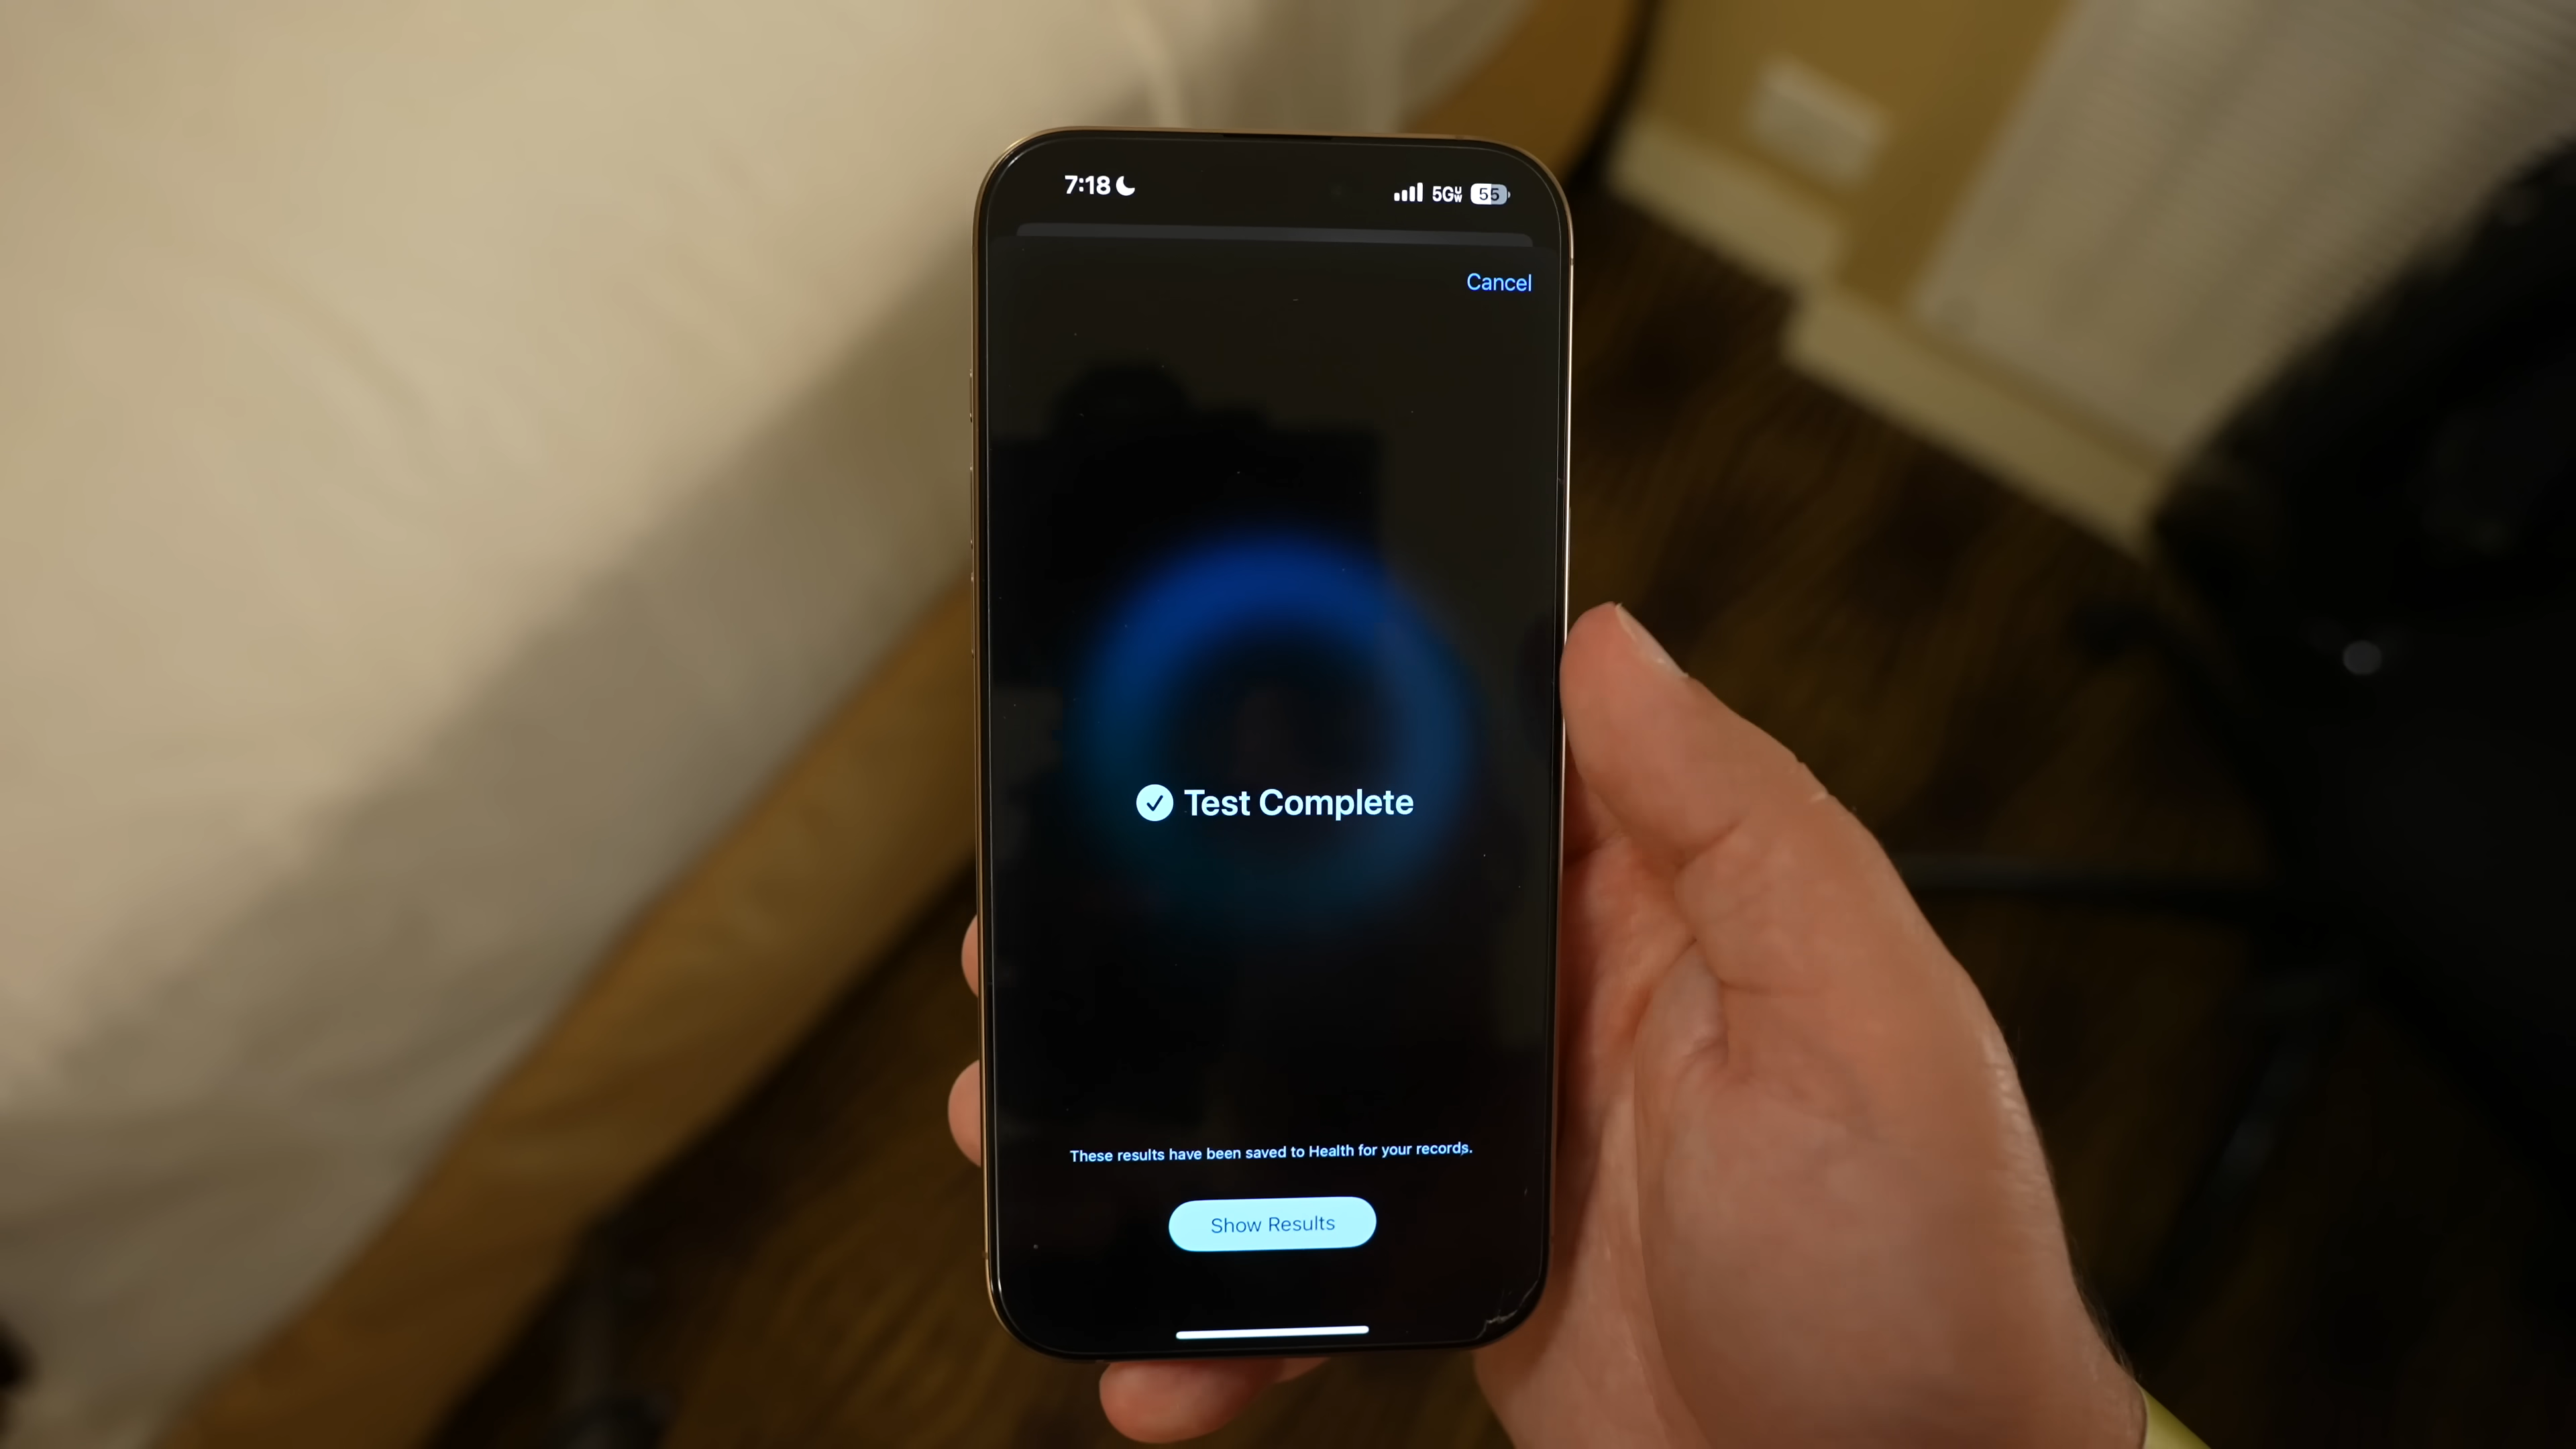 7:18
5G UW 55
Cancel
Test Complete
These results have been saved to Health for your records.
Show Results